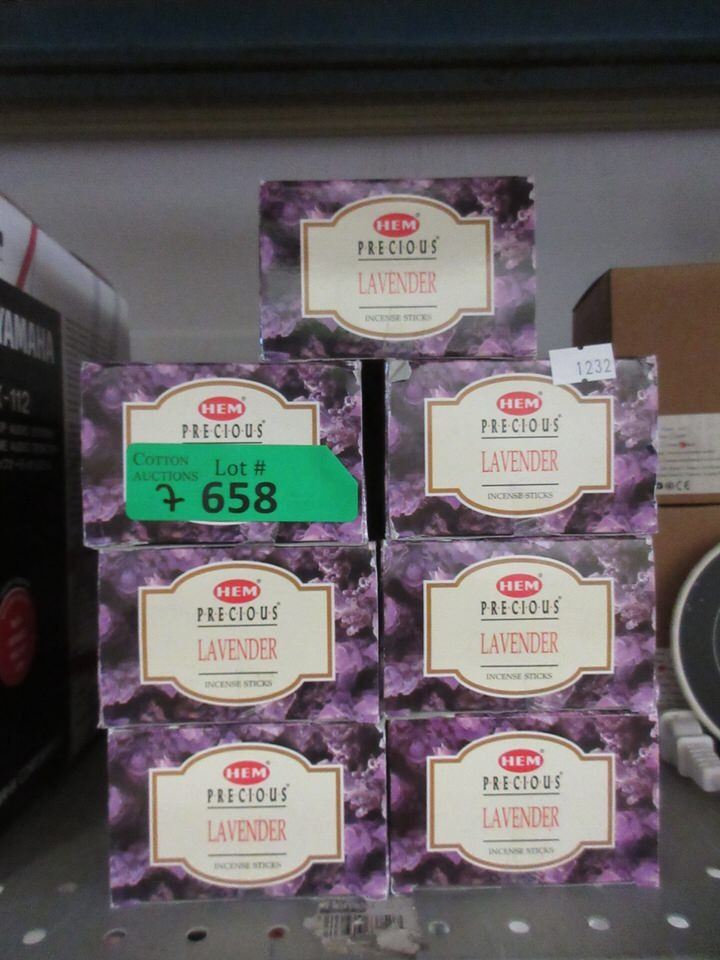 HEM
PRECIOUS
LAVENDER
INCENSE STICKS
1232
HEM
PRECIOUS
COTTON
AUCTIONS
Lot #
7 658
HEM
PRECIOUS
LAVENDER
INCENSE STICKS
HEM
PRECIOUS
LAVENDER
INCENSE STICKS
HEM
PRECIOUS
LAVENDER
INCENSE STICKS
HEM
PRECIOUS
LAVENDER
INCENSE STICKS
HEM
PRECIOUS
LAVENDER
INCENSE STICKS
YAMAHA
-112
CE